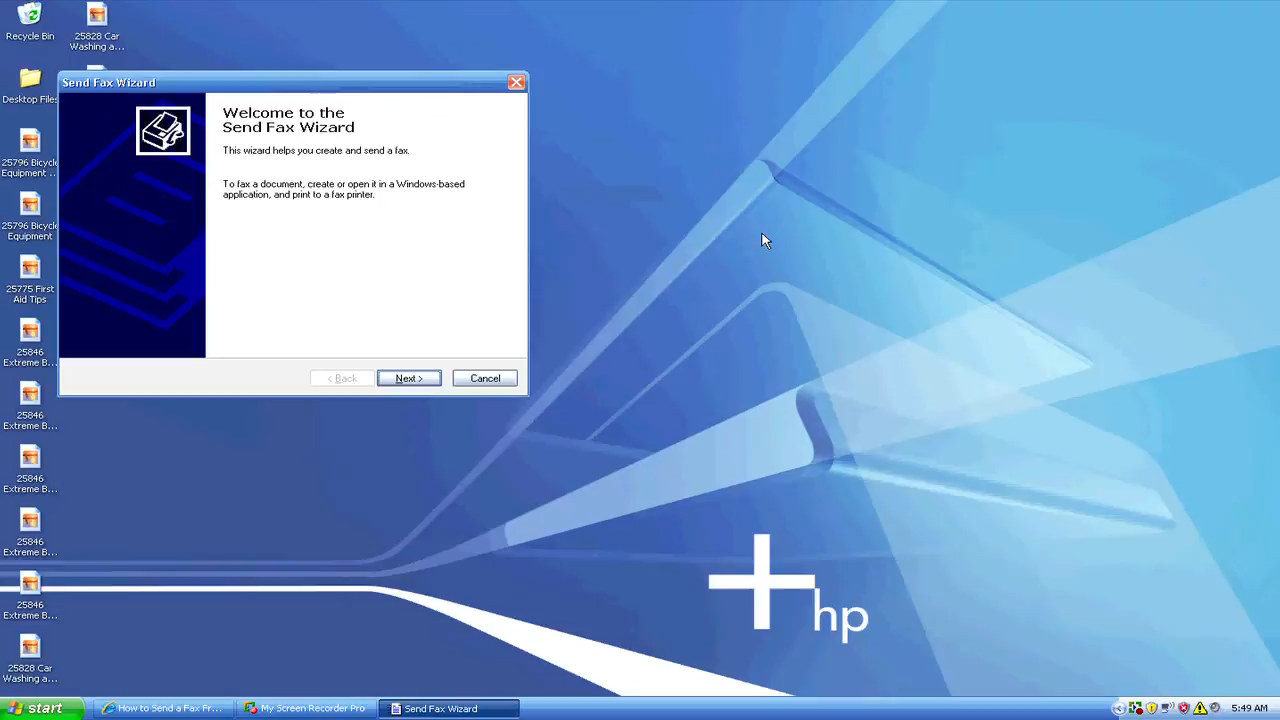 Recycle Bin
25828 Car
Washing a...
Desktop Files
25796 Bicycle
Equipment ...
25796 Bicycle
Equipment
25775 First
Aid Tips
25846
Extreme B...
25846
Extreme B...
25846
Extreme B...
25846
Extreme B...
25846
Extreme B...
25828 Car
Washing a...
Send Fax Wizard
Welcome to the
Send Fax Wizard
This wizard helps you create and send a fax.
To fax a document, create or open it in a Windows-based
application, and print to a fax printer.
< Back
Next >
Cancel
hp
start
How to Send a Fax Fr...
My Screen Recorder Pro
Send Fax Wizard
5:49 AM